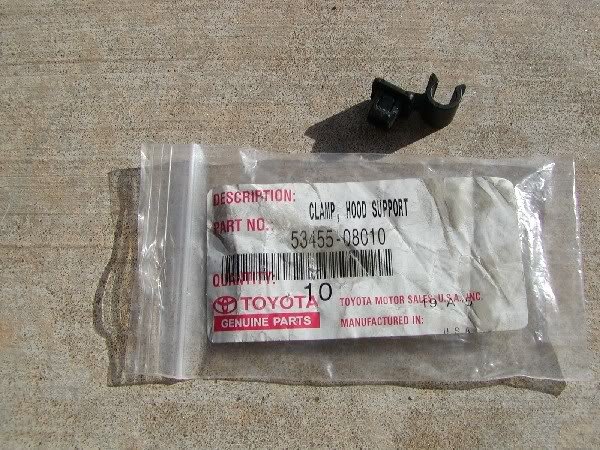 DESCRIPTION:
CLAMP, HOOD SUPPORT
PART NO.:
53455-08010
QUANTITY:
10
TOYOTA
GENUINE PARTS
TOYOTA MOTOR SALES, U.S.A., INC.
MANUFACTURED IN:
U S A